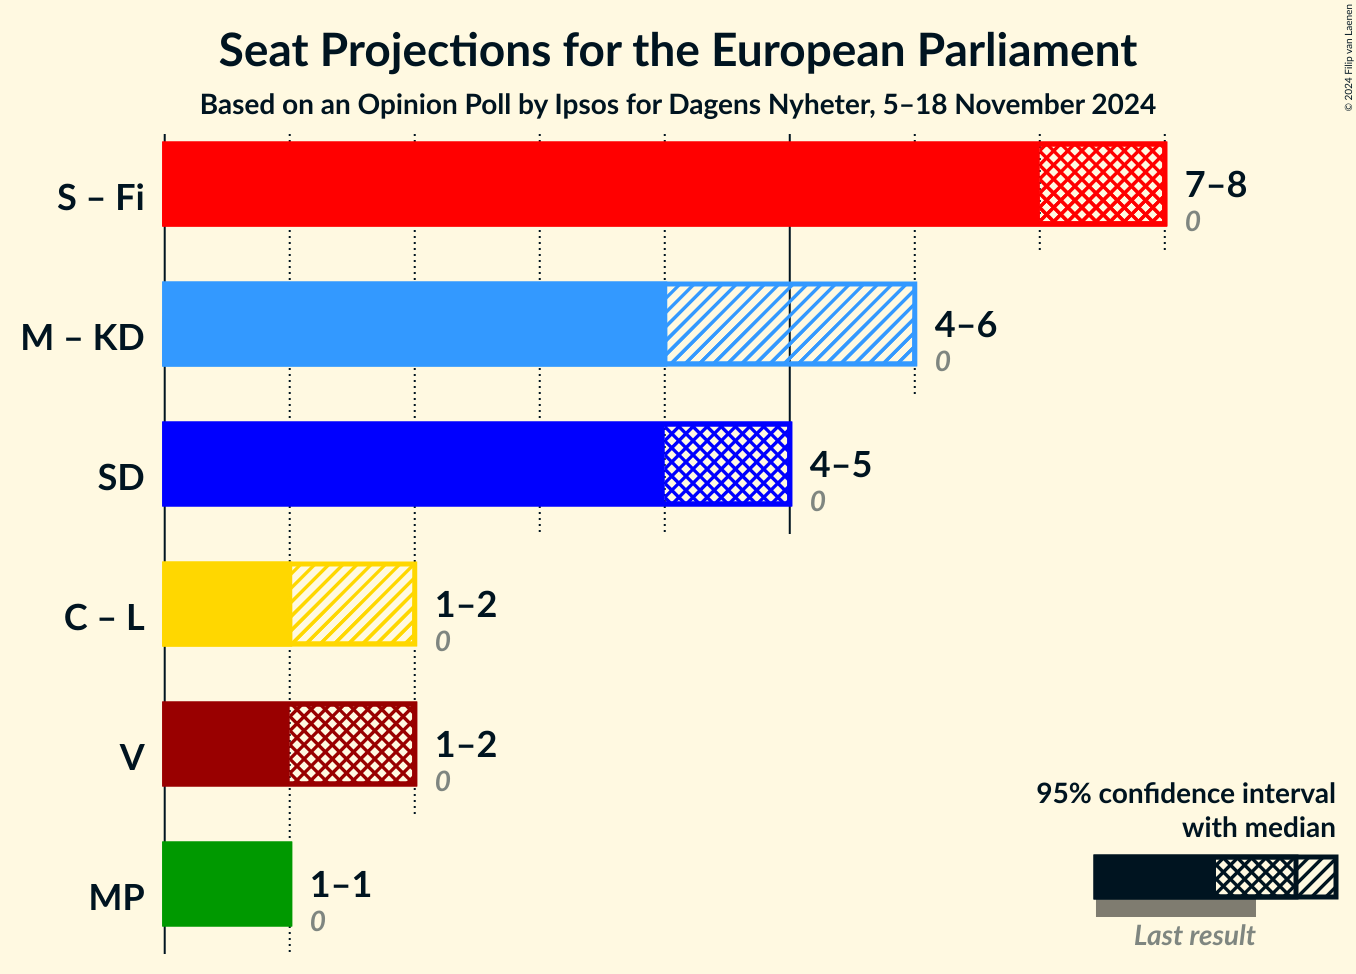 Seat Projections for the European Parliament
Based on an Opinion Poll by Ipsos for Dagens Nyheter, 5–18 November 2024
© 2024 Filip van Laenen
S – Fi
7–8
0
M – KD
4–6
0
SD
4–5
0
C – L
1–2
0
V
1–2
0
MP
1–1
0
95% confidence interval
with median
Last result